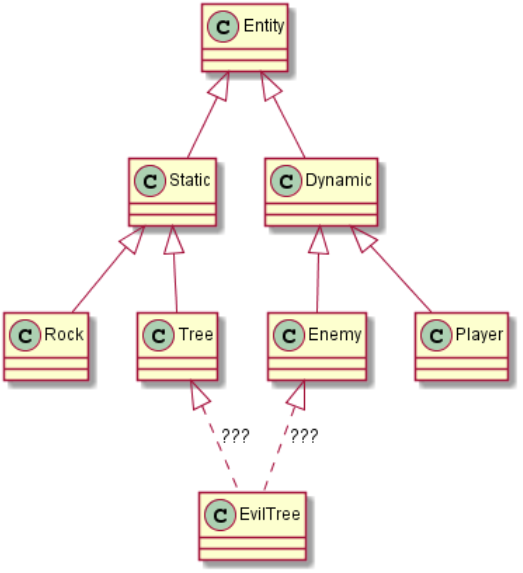 C Entity
C Static
C Dynamic
C Rock
C Tree
C Enemy
C Player
???
???
C EvilTree